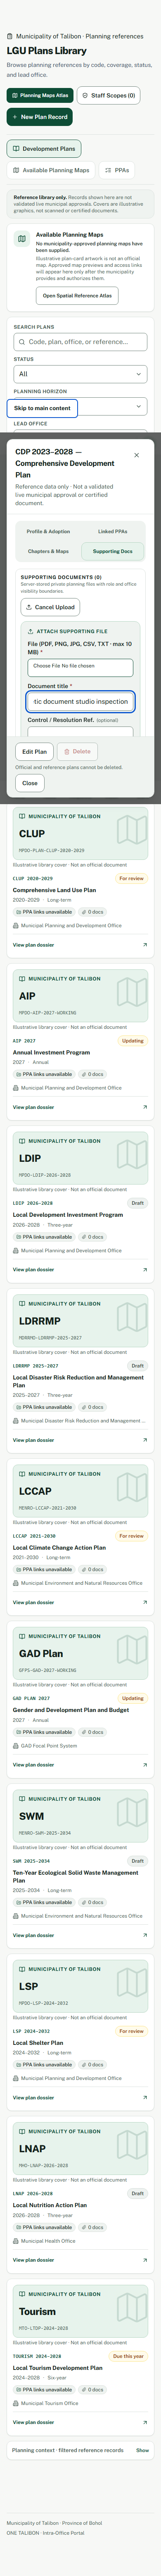 Municipality of Talibon · Planning references
LGU Plans Library
Browse planning references by code, coverage, status,
and lead office.
Planning Maps Atlas
Staff Scopes (0)
New Plan Record
Development Plans
Available Planning Maps
PPAs
Reference library only. Records shown here are not
validated live municipal approvals. Covers are illustrative
graphics, not scanned or certified documents.
Available Planning Maps
No municipality-approved planning maps have
been supplied.
Illustrative plan-card artwork is not an official
map. Approved map previews and access links
will appear here only after the municipality
provides and authorizes them.
Open Spatial Reference Atlas
SEARCH PLANS
Code, plan, office, or reference...
STATUS
All
PLANNING HORIZON
Skip to main content
LEAD OFFICE
CDP 2023–2028 —
Comprehensive Development
Plan
Reference data only · Not a validated
live municipal approval or certified
document.
Profile & Adoption
Linked PPAs
Chapters & Maps
Supporting Docs
SUPPORTING DOCUMENTS (0)
Server-stored private planning files with role and office
visibility boundaries.
Cancel Upload
ATTACH SUPPORTING FILE
File (PDF, PNG, JPG, CSV, TXT · max 10
MB) *
Choose File No file chosen
Document title *
tic document studio inspection
Control / Resolution Ref. (optional)
Edit Plan
Delete
Official and reference plans cannot be deleted.
Close
MUNICIPALITY OF TALIBON
CLUP
MPDO-PLAN-CLUP-2020-2029
Illustrative library cover · Not an official document
CLUP 2020-2029
For review
Comprehensive Land Use Plan
2020-2029 · Long-term
PPA links unavailable
0 docs
Municipal Planning and Development Office
View plan dossier
MUNICIPALITY OF TALIBON
AIP
MPDO-AIP-2027-WORKING
Illustrative library cover · Not an official document
AIP 2027
Updating
Annual Investment Program
2027 · Annual
PPA links unavailable
0 docs
Municipal Planning and Development Office
View plan dossier
MUNICIPALITY OF TALIBON
LDIP
MPDO-LDIP-2026-2028
Illustrative library cover · Not an official document
LDIP 2026-2028
Draft
Local Development Investment Program
2026-2028 · Three-year
PPA links unavailable
0 docs
Municipal Planning and Development Office
View plan dossier
MUNICIPALITY OF TALIBON
LDRRMP
MDRRMO-LDRRMP-2025-2027
Illustrative library cover · Not an official document
LDRRMP 2025-2027
Draft
Local Disaster Risk Reduction and Management
Plan
2025-2027 · Three-year
PPA links unavailable
0 docs
Municipal Disaster Risk Reduction and Management ...
View plan dossier
MUNICIPALITY OF TALIBON
LCCAP
MENRO-LCCAP-2021-2030
Illustrative library cover · Not an official document
LCCAP 2021-2030
For review
Local Climate Change Action Plan
2021-2030 · Long-term
PPA links unavailable
0 docs
Municipal Environment and Natural Resources Office
View plan dossier
MUNICIPALITY OF TALIBON
GAD Plan
GFPS-GAD-2027-WORKING
Illustrative library cover · Not an official document
GAD PLAN 2027
Updating
Gender and Development Plan and Budget
2027 · Annual
PPA links unavailable
0 docs
GAD Focal Point System
View plan dossier
MUNICIPALITY OF TALIBON
SWM
MENRO-SWM-2025-2034
Illustrative library cover · Not an official document
SWM 2025-2034
Draft
Ten-Year Ecological Solid Waste Management
Plan
2025-2034 · Long-term
PPA links unavailable
0 docs
Municipal Environment and Natural Resources Office
View plan dossier
MUNICIPALITY OF TALIBON
LSP
MPDO-LSP-2024-2032
Illustrative library cover · Not an official document
LSP 2024-2032
For review
Local Shelter Plan
2024-2032 · Long-term
PPA links unavailable
0 docs
Municipal Planning and Development Office
View plan dossier
MUNICIPALITY OF TALIBON
LNAP
MHO-LNAP-2026-2028
Illustrative library cover · Not an official document
LNAP 2026-2028
Draft
Local Nutrition Action Plan
2026-2028 · Three-year
PPA links unavailable
0 docs
Municipal Health Office
View plan dossier
MUNICIPALITY OF TALIBON
Tourism
MTO-LTDP-2024-2028
Illustrative library cover · Not an official document
TOURISM 2024-2028
Due this year
Local Tourism Development Plan
2024-2028 · Six-year
PPA links unavailable
0 docs
Municipal Tourism Office
View plan dossier
Planning context · filtered reference records
Show
Municipality of Talibon · Province of Bohol
ONE TALIBON · Intra-Office Portal